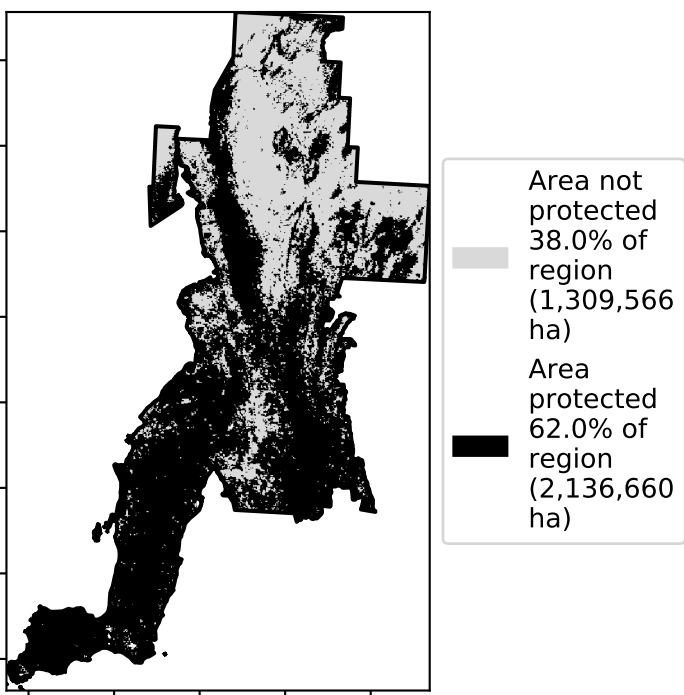 Area not
protected
38.0% of
region
(1,309,566
ha)
Area
protected
62.0% of
region
(2,136,660
ha)